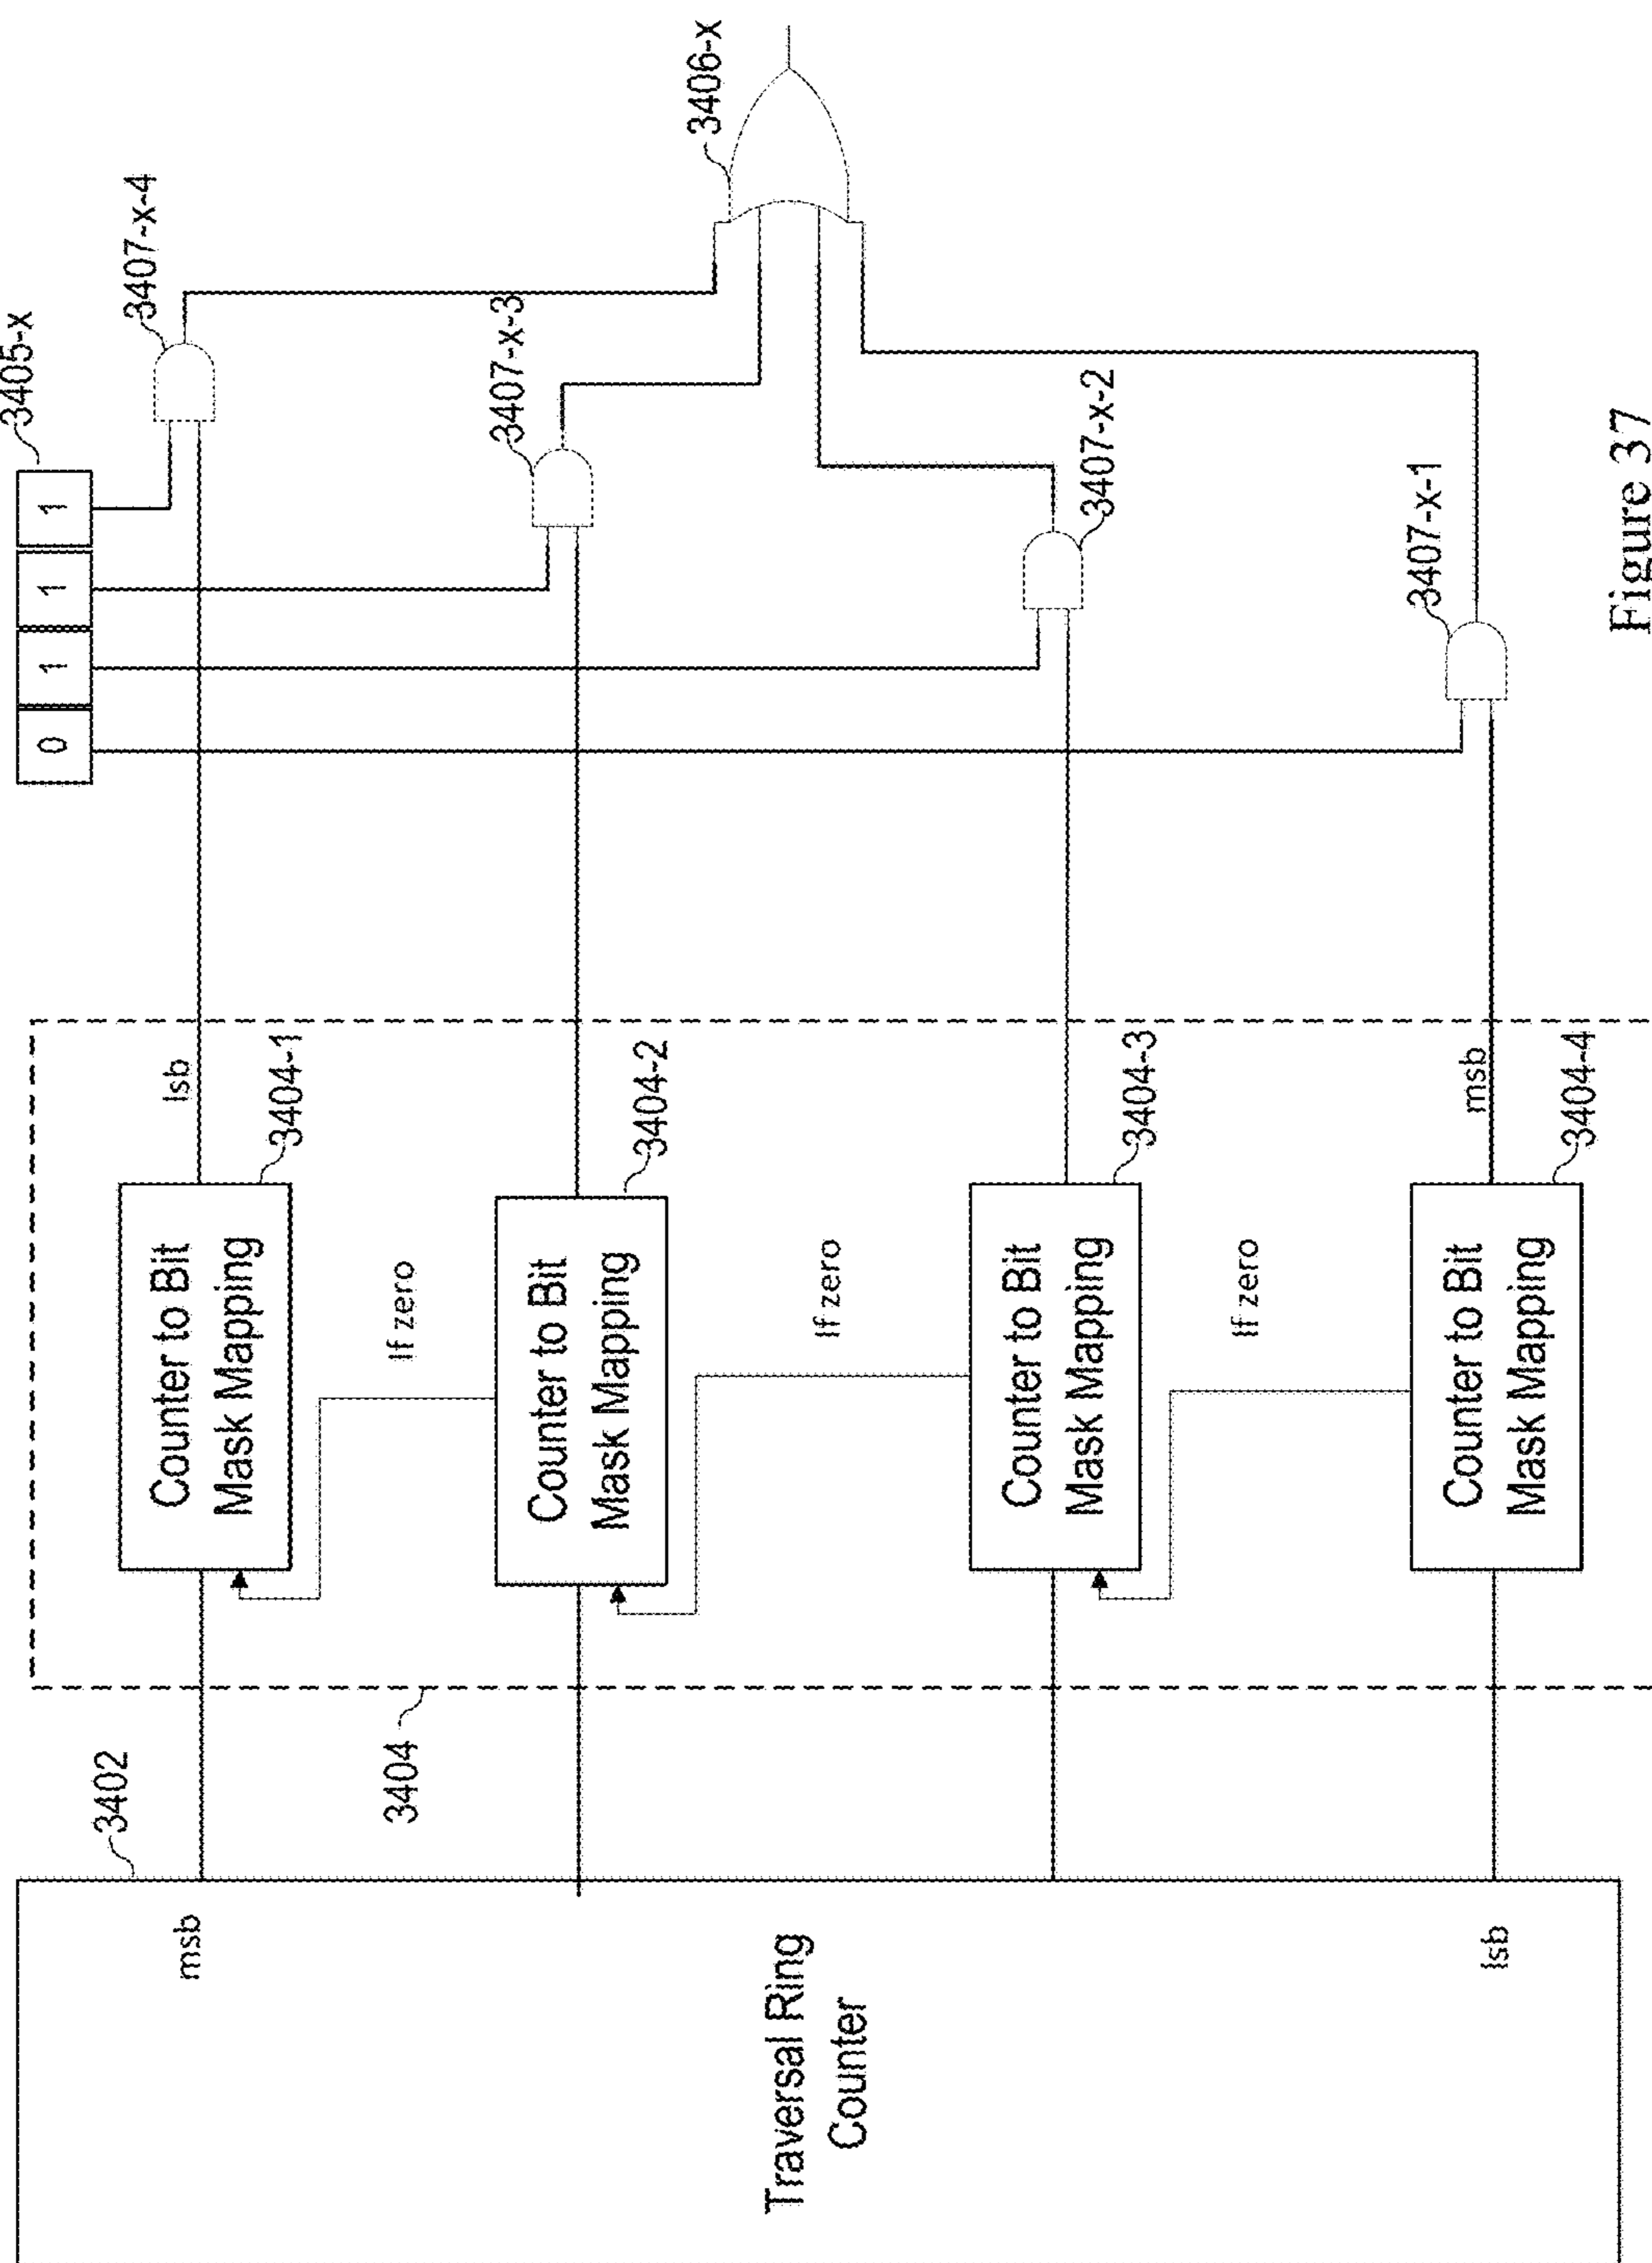 3402
msb
Traversal Ring
Counter
lsb
3404
Counter to Bit
Mask Mapping
lsb
3404-1
If zero
Counter to Bit
Mask Mapping
3404-2
If zero
Counter to Bit
Mask Mapping
3404-3
If zero
Counter to Bit
Mask Mapping
msb
3404-4
0 1 1 1
3405-x
3407-x-4
3407-x-3
3407-x-2
3407-x-1
3406-x
Figure 37